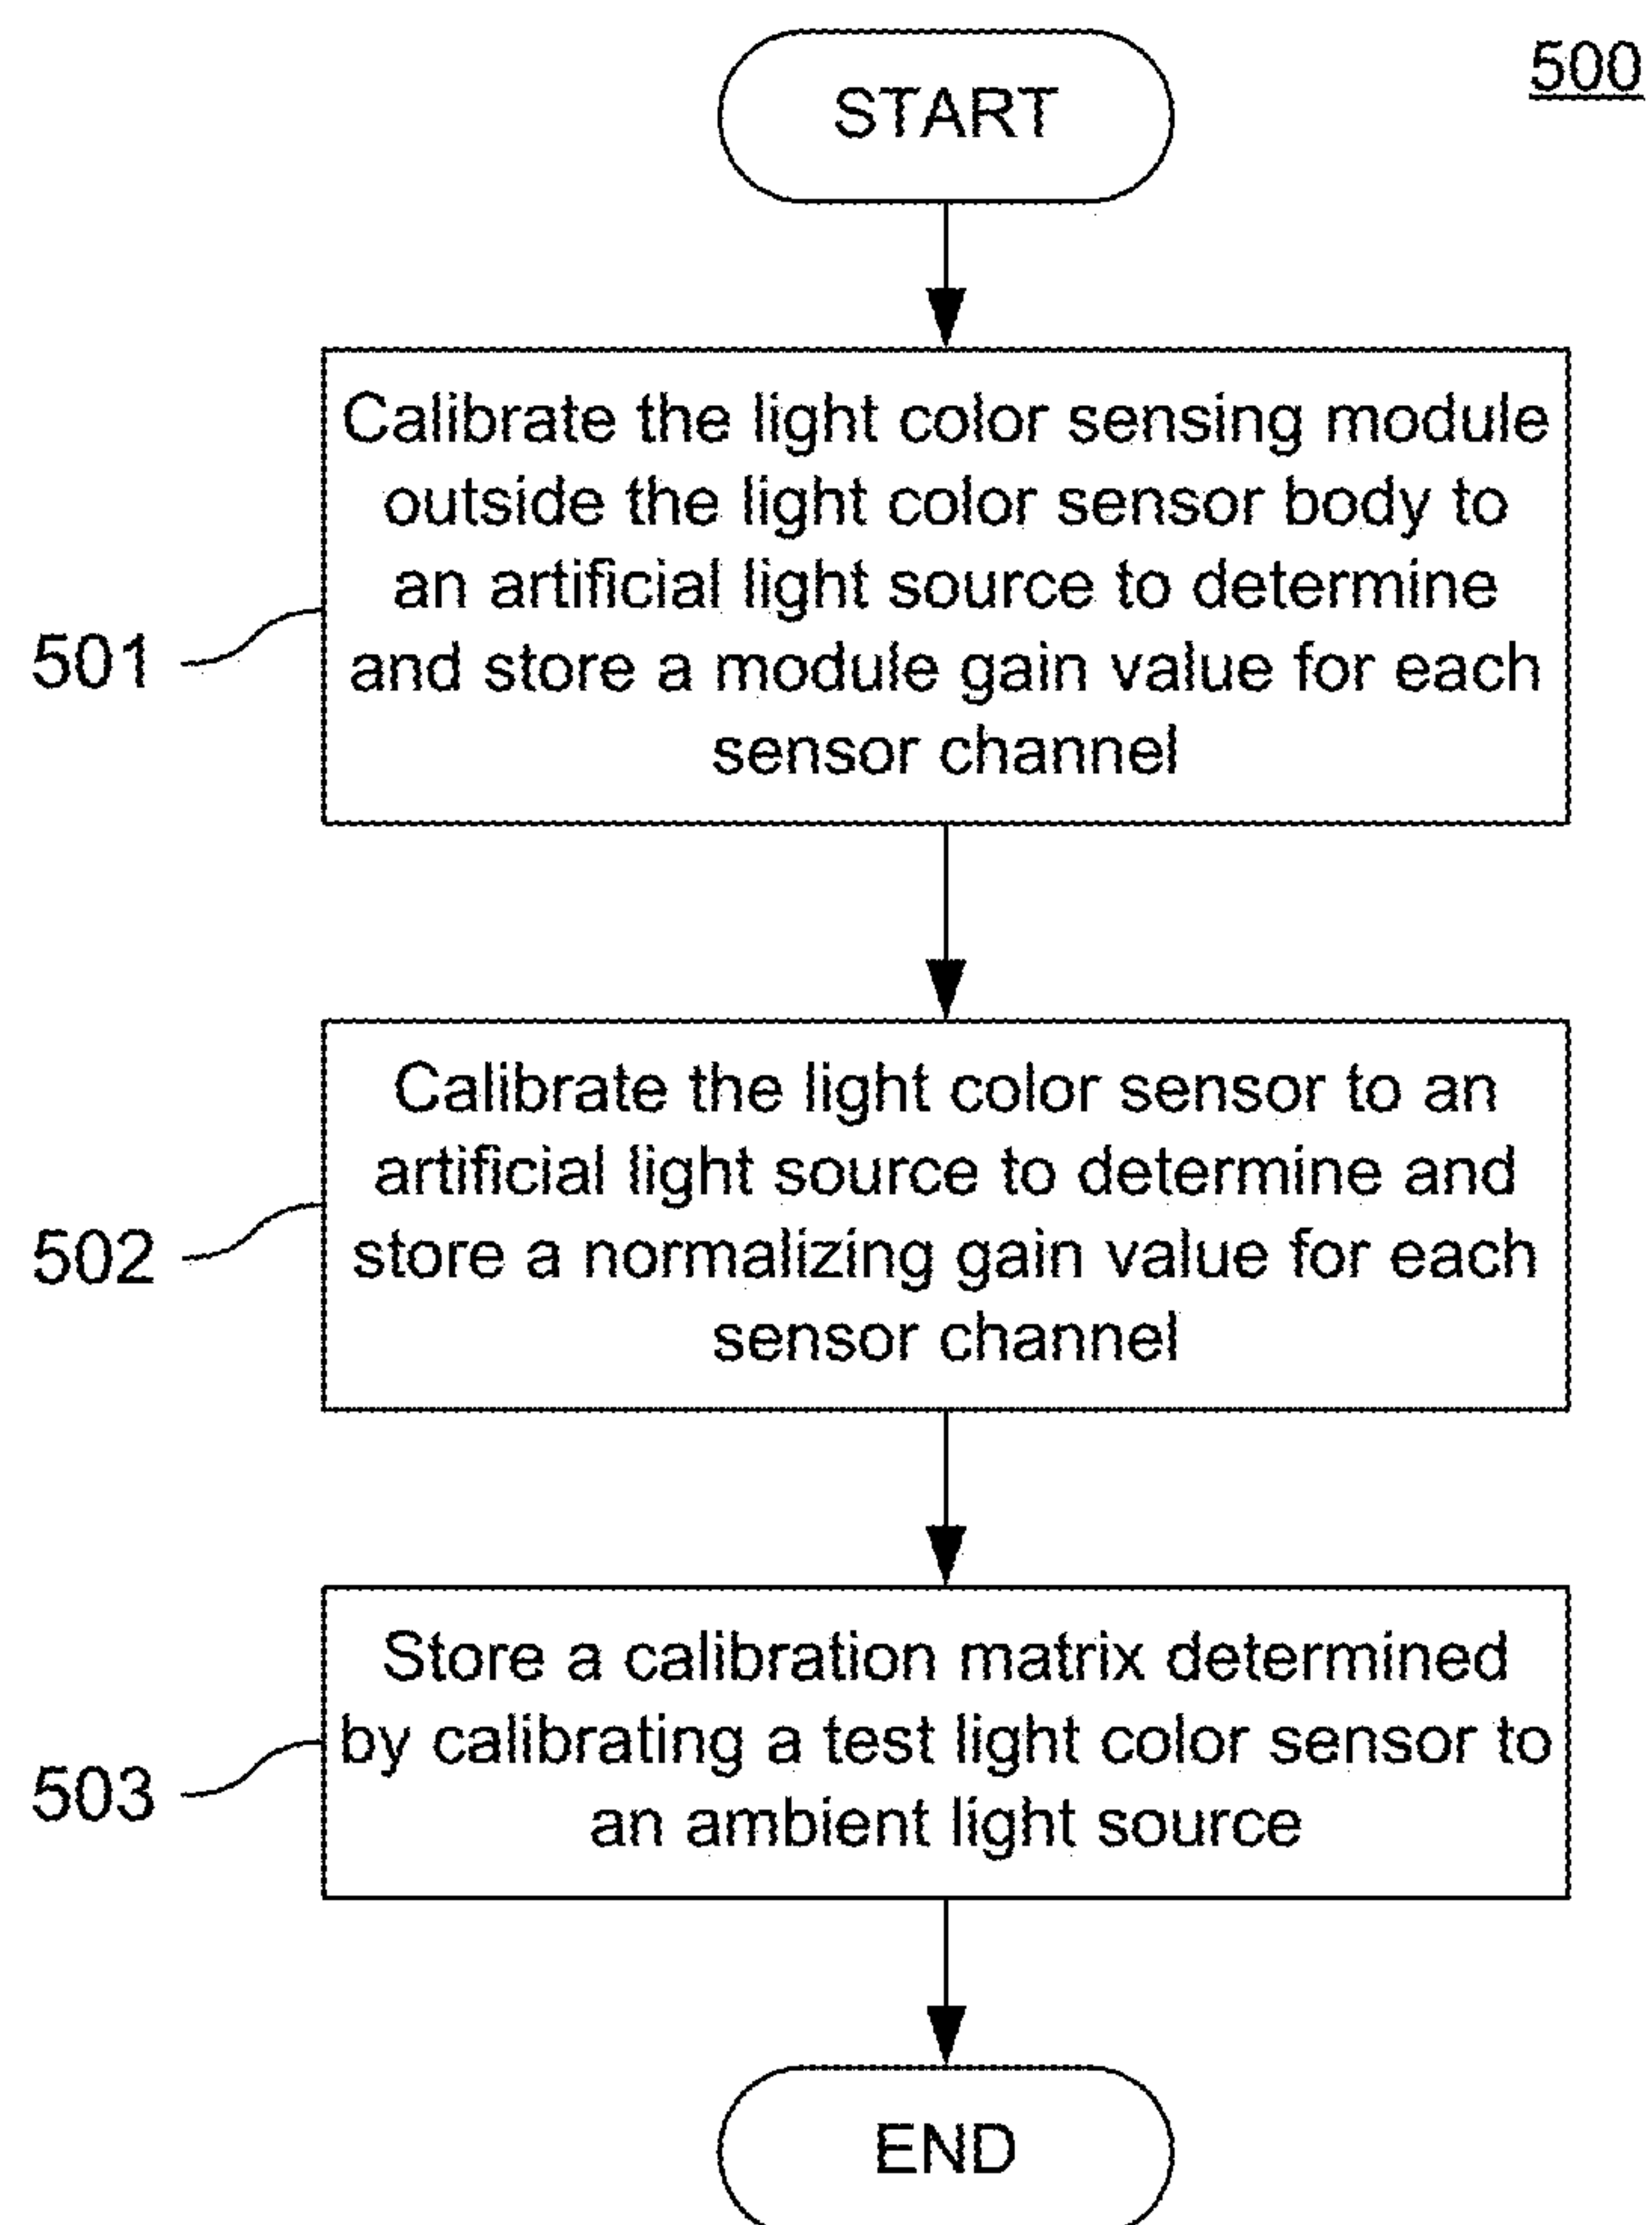 500
START
Calibrate the light color sensing module
outside the light color sensor body to
an artificial light source to determine
and store a module gain value for each
sensor channel
501
Calibrate the light color sensor to an
artificial light source to determine and
store a normalizing gain value for each
sensor channel
502
Store a calibration matrix determined
by calibrating a test light color sensor to
an ambient light source
503
END